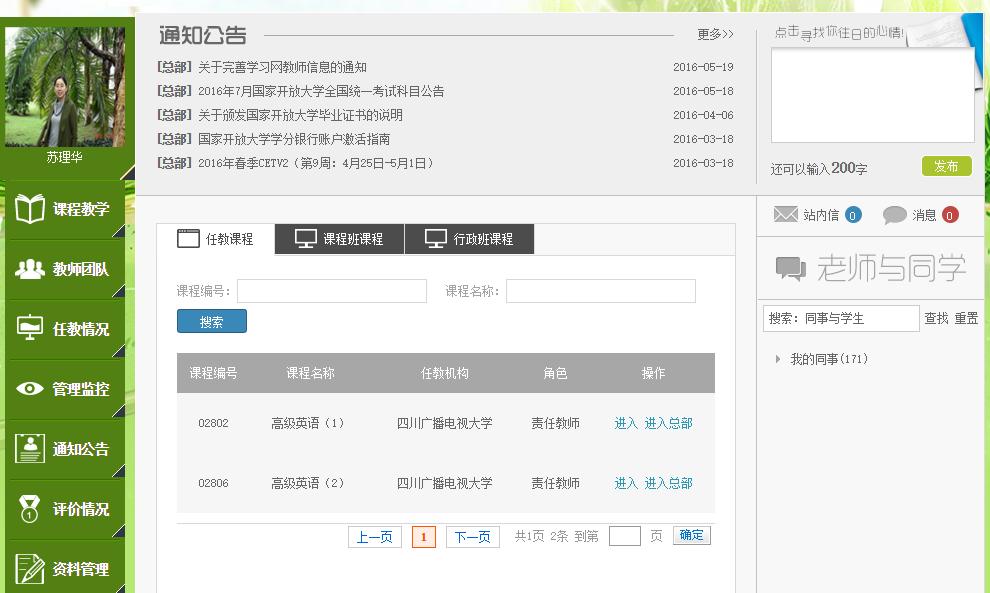 苏理华
课程教学
教师团队
任教情况
管理监控
通知公告
评价情况
资料管理
通知公告
更多>>
[总部] 关于完善学习网教师信息的通知 2016-05-19
[总部] 2016年7月国家开放大学全国统一考试科目公告 2016-05-18
[总部] 关于颁发国家开放大学毕业证书的说明 2016-04-06
[总部] 国家开放大学学分银行账户激活指南 2016-03-18
[总部] 2016年春季CETV2（第9周：4月25日-5月1日） 2016-03-18
任教课程 课程班课程 行政班课程
课程编号： 课程名称：
搜索
课程编号 课程名称 任教机构 角色 操作
02802 高级英语（1） 四川广播电视大学 责任教师 进入 进入总部
02806 高级英语（2） 四川广播电视大学 责任教师 进入 进入总部
上一页 1 下一页 共1页 2条 到第 页 确定
点击寻找你往日的心情!
还可以输入200字 发布
站内信 0 消息 0
老师与同学
搜索: 同事与学生 查找 重置
我的同事(171)